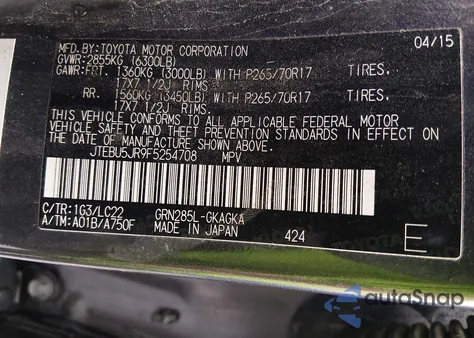 MFD.BY:TOYOTA MOTOR CORPORATION 04/15
GVWR:2855KG (6300LB)
GAWR:FRT. 1360KG (3000LB) WITH P265/70R17 TIRES,
17X7 1/2J RIMS
RR. 1560KG (3450LB) WITH P265/70R17 TIRES,
17X7 1/2J RIMS
THIS VEHICLE CONFORMS TO ALL APPLICABLE FEDERAL MOTOR
VEHICLE SAFETY AND THEFT PREVENTION STANDARDS IN EFFECT ON
THE DATE OF MANUFACTURE SHOWN ABOVE.
JTEBU5JR9F5254708 MPV
C/TR:1G3/LC22 GRN285L-GKAGKA
A/TM:A01B/A750F MADE IN JAPAN 424 E
autoSnap